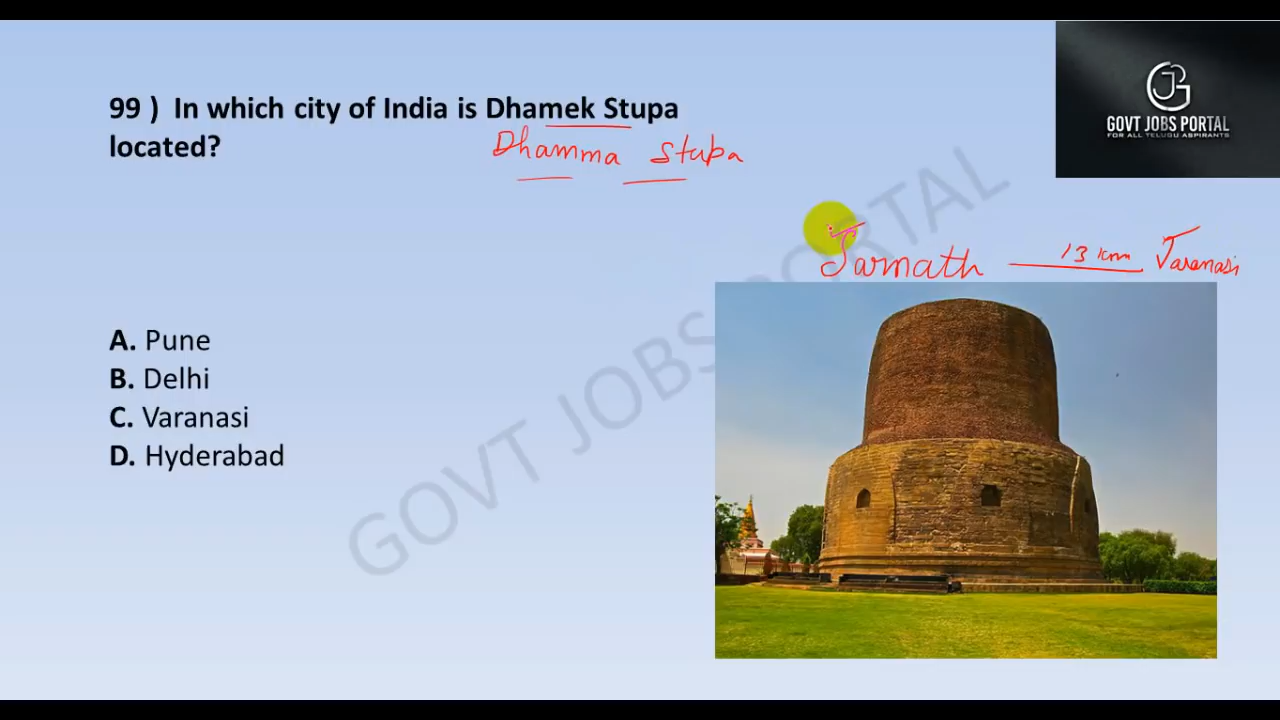 99 ) In which city of India is Dhamek Stupa
located?
Dhamma Stupa
Sarnath 13 km Varanasi
A. Pune
B. Delhi
C. Varanasi
D. Hyderabad
GOVT JOBS PORTAL
GJP
GOVT JOBS PORTAL
FOR ALL TELUGU ASPIRANTS